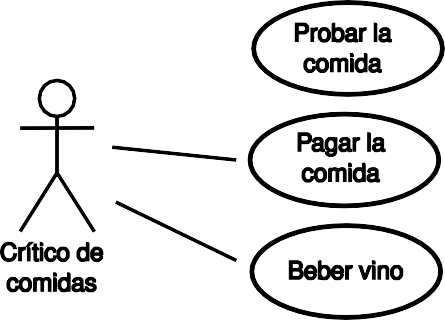 Probar la
comida
Pagar la
comida
Beber vino
Crítico de
comidas